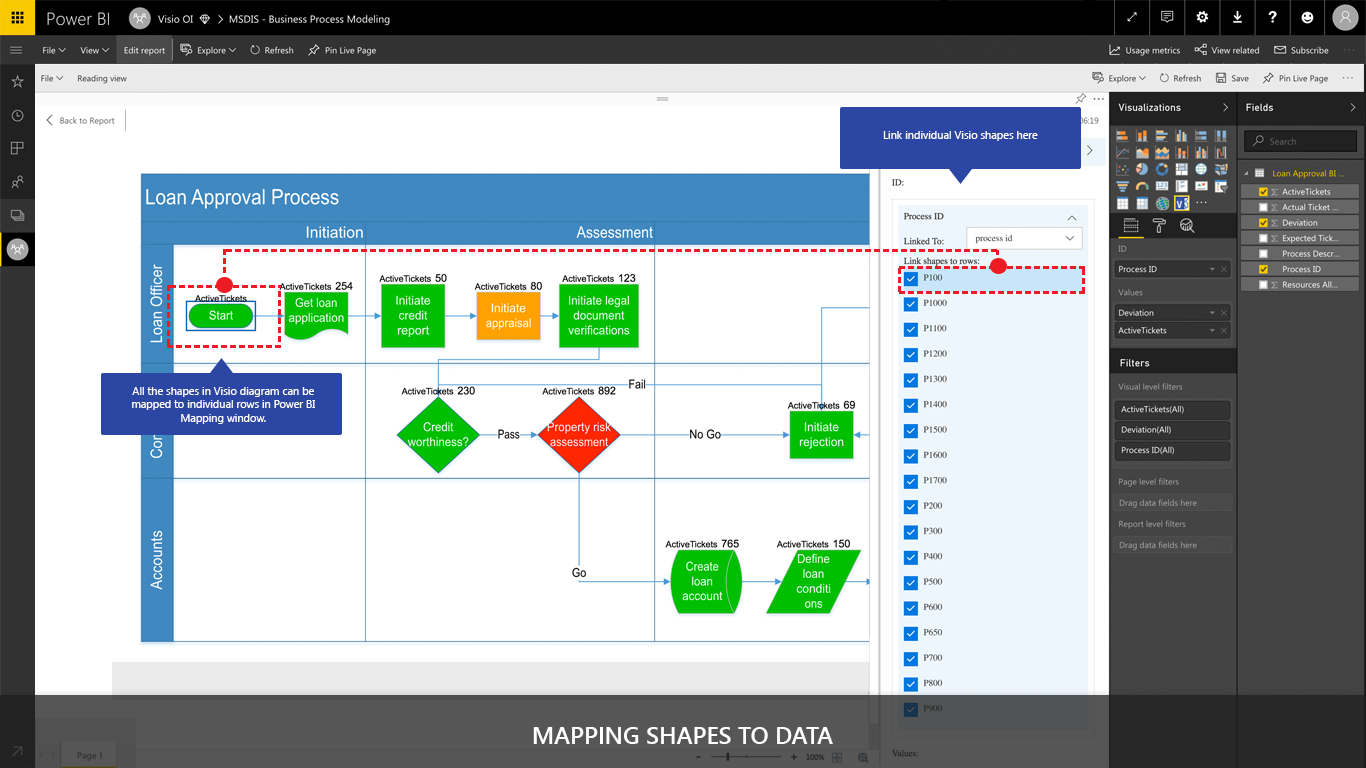 Power BI
Visio OI
MSDIS - Business Process Modeling
File
View
Edit report
Explore
Refresh
Pin Live Page
Usage metrics
View related
Subscribe
File
Reading view
Explore
Refresh
Save
Pin Live Page
Back to Report
06:19
Link individual Visio shapes here
Loan Approval Process
Initiation
Assessment
Loan Officer
ActiveTickets
Start
ActiveTickets 254
Get loan
application
ActiveTickets 50
Initiate
credit
report
ActiveTickets 80
Initiate
appraisal
ActiveTickets 123
Initiate legal
document
verifications
All the shapes in Visio diagram can be
mapped to individual rows in Power BI
Mapping window.
ActiveTickets 230
Credit
worthiness?
Pass
Fail
ActiveTickets 892
Property risk
assessment
No Go
ActiveTickets 69
Initiate
rejection
Accounts
Go
ActiveTickets 765
Create
loan
account
ActiveTickets 150
Define
loan
conditi
ons
ID:
Process ID
Linked To:
process id
Link shapes to rows:
P100
P1000
P1100
P1200
P1300
P1400
P1500
P1600
P1700
P200
P300
P400
P500
P600
P650
P700
P800
P900
Values:
Visualizations
ID
Process ID
Values
Deviation
ActiveTickets
Filters
Visual level filters
ActiveTickets(All)
Deviation(All)
Process ID(All)
Page level filters
Drag data fields here
Report level filters
Drag data fields here
Fields
Search
Loan Approval BI ...
ActiveTickets
Actual Ticket ...
Deviation
Expected Tick...
Process Descr...
Process ID
Resources All...
Page 1
100%
MAPPING SHAPES TO DATA